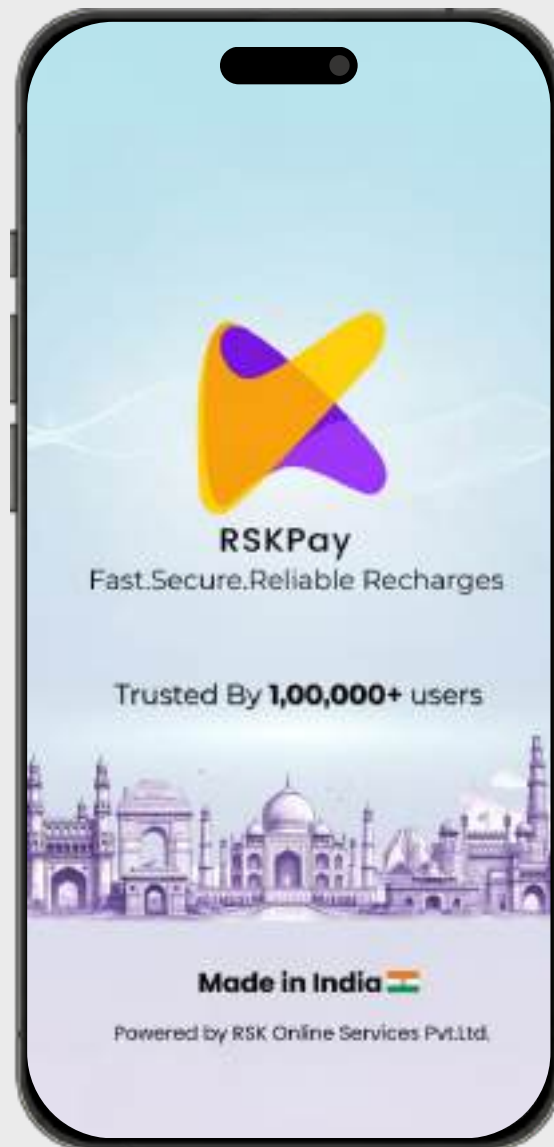 RSKPay
Fast.Secure.Reliable Recharges
Trusted By 1,00,000+ users
Made in India
Powered by RSK Online Services Pvt.Ltd.